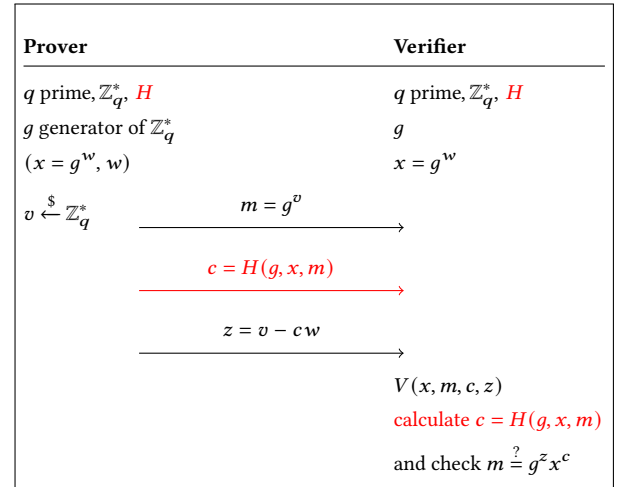 Prover Verifier
q prime, ℤ*_q, H q prime, ℤ*_q, H
g generator of ℤ*_q g
(x = g^w, w) x = g^w
v ←$ ℤ*_q m = g^v
c = H(g, x, m)
z = v − cw
V(x, m, c, z)
calculate c = H(g, x, m)
and check m ≟ g^z x^c